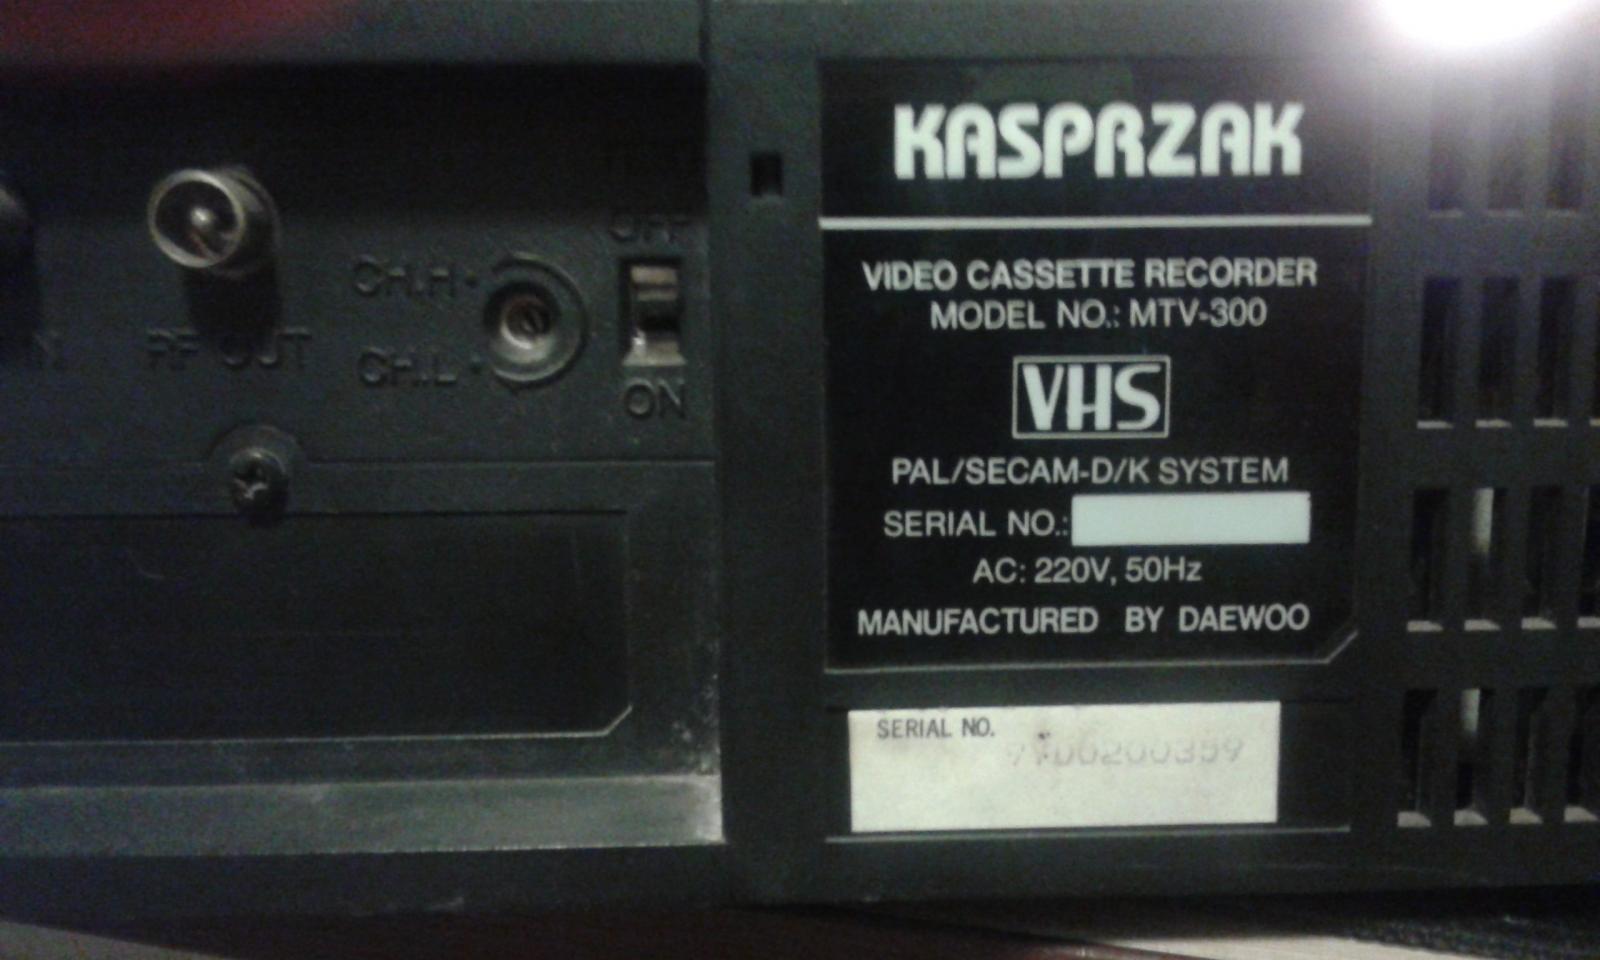 RF OUT
CH.H
CH.L
OFF
ON
KASPRZAK
VIDEO CASSETTE RECORDER
MODEL NO.: MTV-300
VHS
PAL/SECAM-D/K SYSTEM
SERIAL NO.:
AC: 220V, 50Hz
MANUFACTURED BY DAEWOO
SERIAL NO.